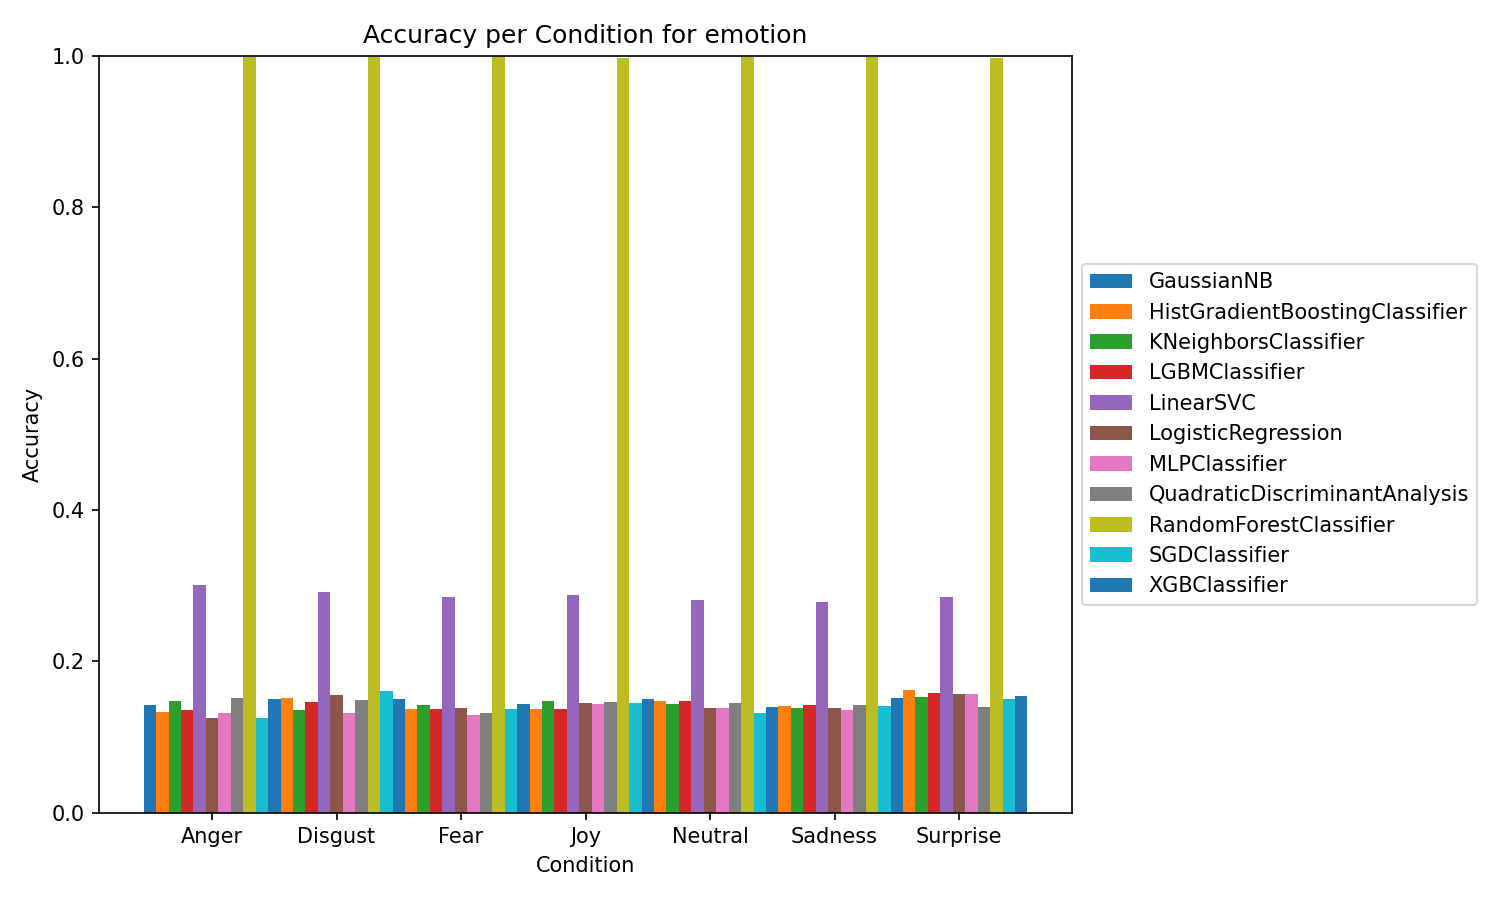 Accuracy per Condition for emotion
1.0
0.8
0.6
0.4
0.2
0.0
Accuracy
Anger Disgust Fear Joy Neutral Sadness Surprise
Condition
GaussianNB
HistGradientBoostingClassifier
KNeighborsClassifier
LGBMClassifier
LinearSVC
LogisticRegression
MLPClassifier
QuadraticDiscriminantAnalysis
RandomForestClassifier
SGDClassifier
XGBClassifier